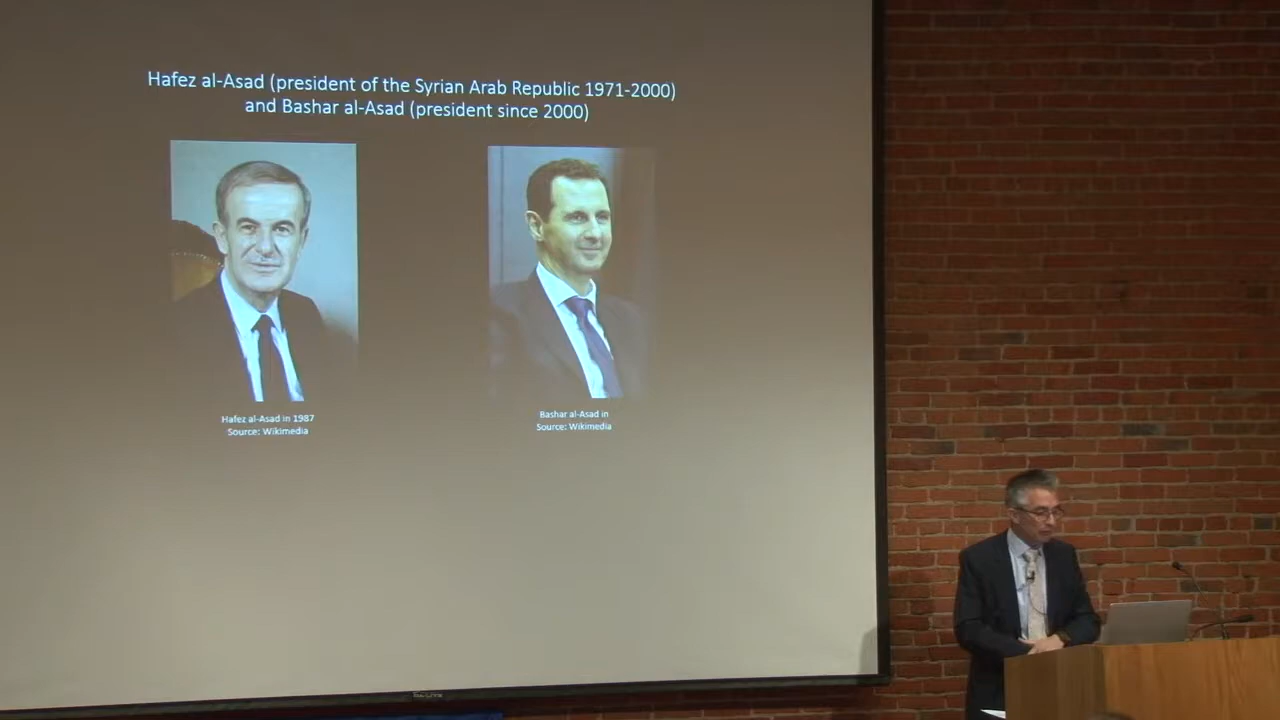 Hafez al-Asad (president of the Syrian Arab Republic 1971-2000)
and Bashar al-Asad (president since 2000)
Hafez al-Asad in 1987
Source: Wikimedia
Bashar al-Asad in
Source: Wikimedia